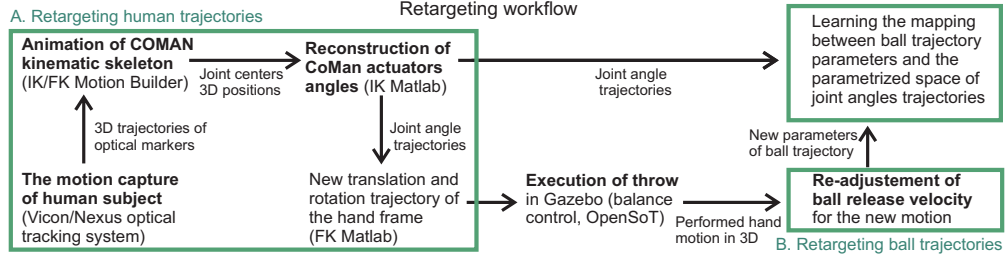 Retargeting workflow
A. Retargeting human trajectories
Animation of COMAN
kinematic skeleton
(IK/FK Motion Builder)
Joint centers
3D positions
Reconstruction of
CoMan actuators
angles (IK Matlab)
Joint angle
trajectories
Learning the mapping
between ball trajectory
parameters and the
parametrized space of
joint angles trajectories
3D trajectories of
optical markers
Joint angle
trajectories
New parameters
of ball trajectory
The motion capture
of human subject
(Vicon/Nexus optical
tracking system)
New translation and
rotation trajectory of
the hand frame
(FK Matlab)
Execution of throw
in Gazebo (balance
control, OpenSoT)
Performed hand
motion in 3D
Re-adjustement of
ball release velocity
for the new motion
B. Retargeting ball trajectories